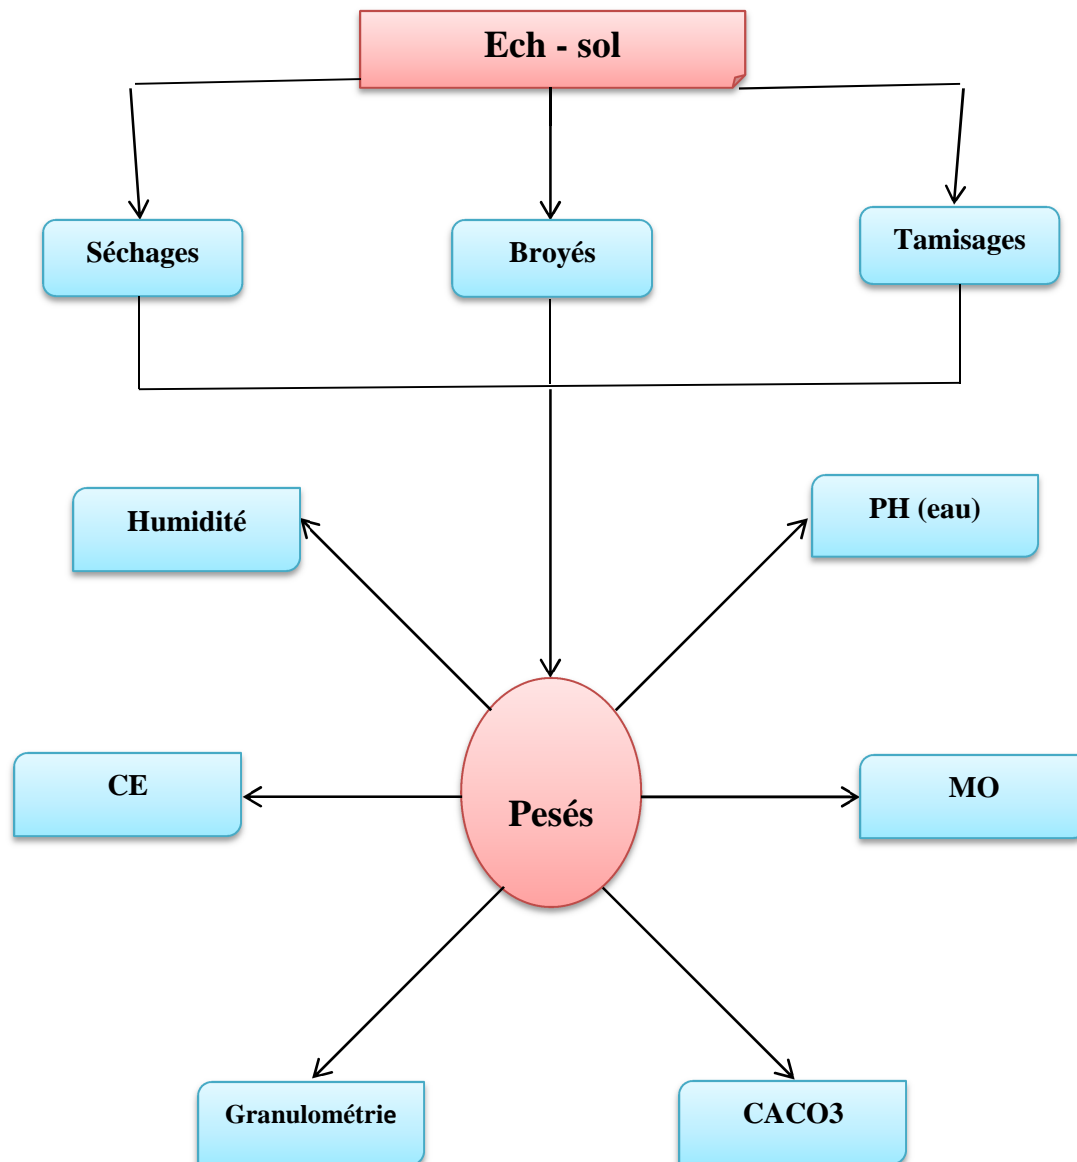 Ech - sol
Séchages
Broyés
Tamisages
Humidité
PH (eau)
CE
Pesés
MO
Granulométrie
CACO3